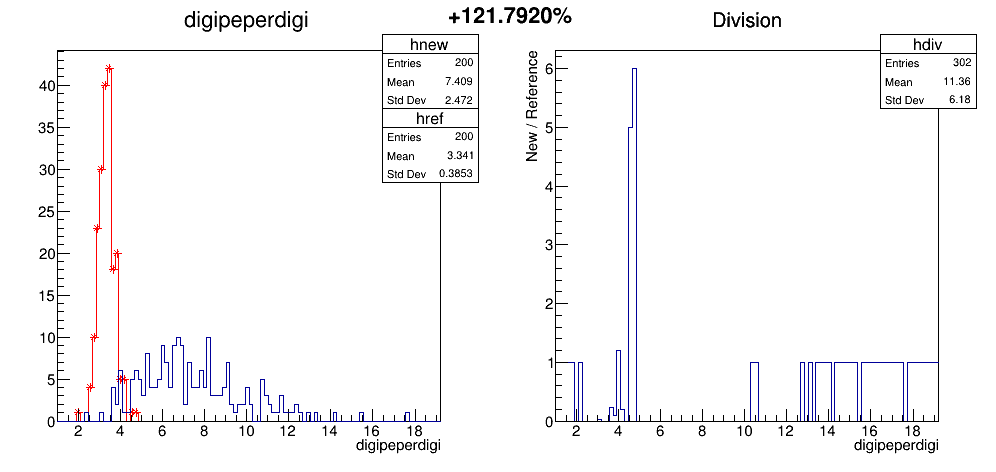 digipeperdigi
+121.7920%
Division
hnew
Entries 200
Mean 7.409
Std Dev 2.472
href
Entries 200
Mean 3.341
Std Dev 0.3853
40
35
30
25
20
15
10
5
0
2 4 6 8 10 12 14 16 18
digipeperdigi
hdiv
Entries 302
Mean 11.36
Std Dev 6.18
New / Reference
6
5
4
3
2
1
0
2 4 6 8 10 12 14 16 18
digipeperdigi